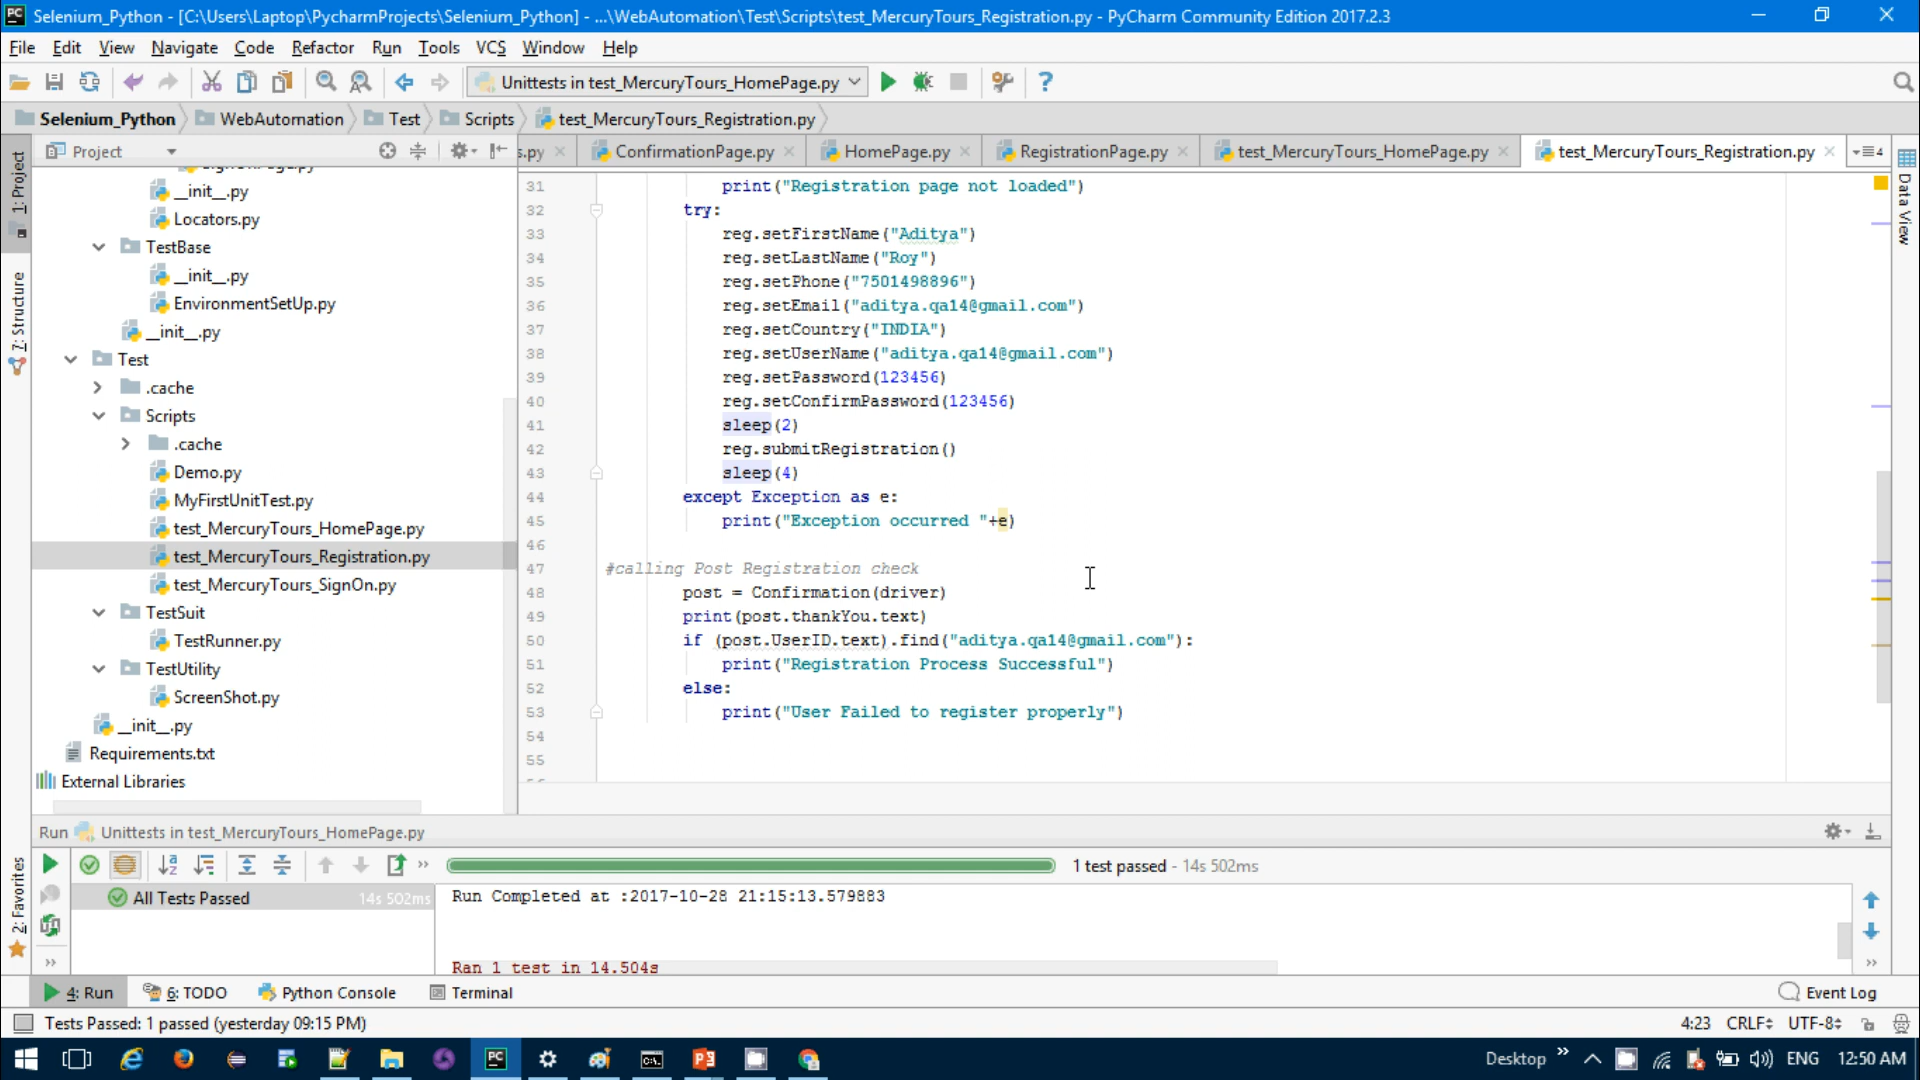 Selenium_Python - [C:\Users\Laptop\PycharmProjects\Selenium_Python] - ...\WebAutomation\Test\Scripts\test_MercuryTours_Registration.py - PyCharm Community Edition 2017.2.3
File Edit View Navigate Code Refactor Run Tools VCS Window Help
Unittests in test_MercuryTours_HomePage.py
Selenium_Python WebAutomation Test Scripts test_MercuryTours_Registration.py
Project
s.py ConfirmationPage.py HomePage.py RegistrationPage.py test_MercuryTours_HomePage.py test_MercuryTours_Registration.py 4
1: Project
7: Structure
2: Favorites
Data View
__init__.py
Locators.py
TestBase
__init__.py
EnvironmentSetUp.py
__init__.py
Test
.cache
Scripts
.cache
Demo.py
MyFirstUnitTest.py
test_MercuryTours_HomePage.py
test_MercuryTours_Registration.py
test_MercuryTours_SignOn.py
TestSuit
TestRunner.py
TestUtility
ScreenShot.py
__init__.py
Requirements.txt
External Libraries
31 print("Registration page not loaded")
32 try:
33 reg.setFirstName("Aditya")
34 reg.setLastName("Roy")
35 reg.setPhone("7501498896")
36 reg.setEmail("aditya.qa14@gmail.com")
37 reg.setCountry("INDIA")
38 reg.setUserName("aditya.qa14@gmail.com")
39 reg.setPassword(123456)
40 reg.setConfirmPassword(123456)
41 sleep(2)
42 reg.submitRegistration()
43 sleep(4)
44 except Exception as e:
45 print("Exception occurred "+e)
46
47 #calling Post Registration check
48 post = Confirmation(driver)
49 print(post.thankYou.text)
50 if (post.UserID.text).find("aditya.qa14@gmail.com"):
51 print("Registration Process Successful")
52 else:
53 print("User Failed to register properly")
54
55
Run Unittests in test_MercuryTours_HomePage.py
1 test passed - 14s 502ms
All Tests Passed 14s 502ms
Run Completed at :2017-10-28 21:15:13.579883
Ran 1 test in 14.504s
4: Run 6: TODO Python Console Terminal Event Log
Tests Passed: 1 passed (yesterday 09:15 PM) 4:23 CRLF UTF-8
Desktop ENG 12:50 AM